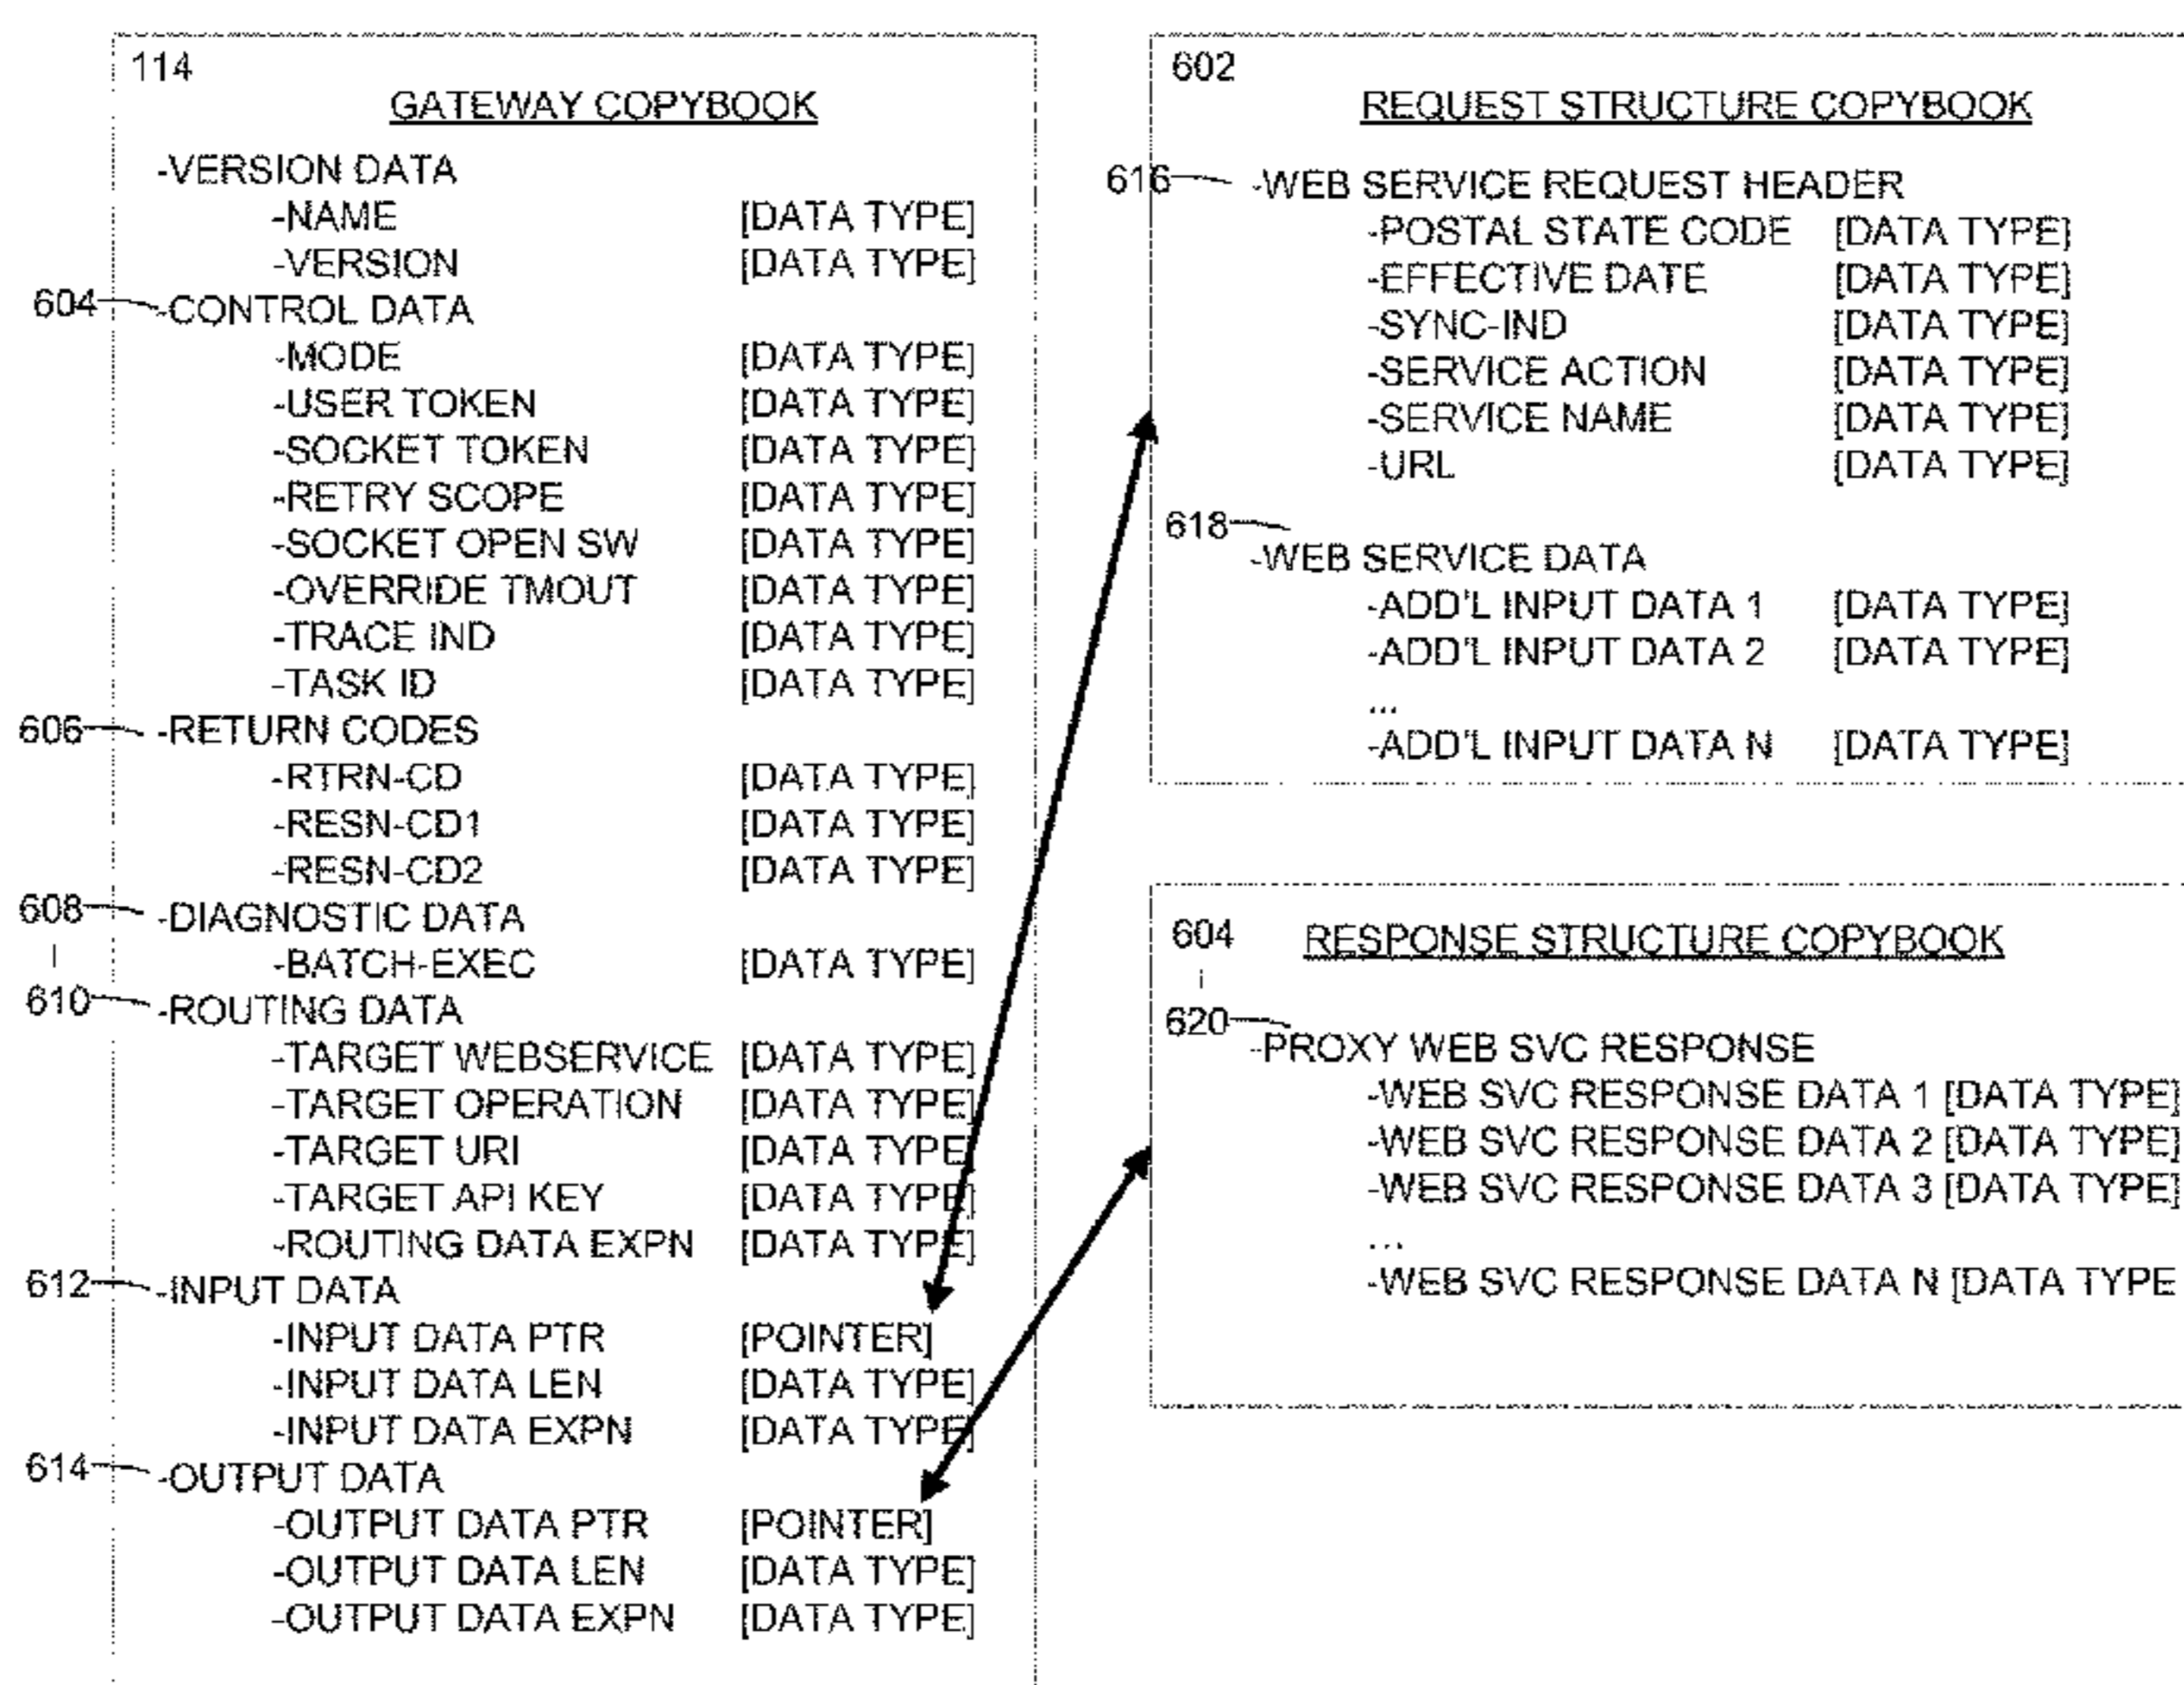 114
GATEWAY COPYBOOK
-VERSION DATA
-NAME [DATA TYPE]
-VERSION [DATA TYPE]
604 -CONTROL DATA
-MODE [DATA TYPE]
-USER TOKEN [DATA TYPE]
-SOCKET TOKEN [DATA TYPE]
-RETRY SCOPE [DATA TYPE]
-SOCKET OPEN SW [DATA TYPE]
-OVERRIDE TMOUT [DATA TYPE]
-TRACE IND [DATA TYPE]
-TASK ID [DATA TYPE]
606 -RETURN CODES
-RTRN-CD [DATA TYPE]
-RESN-CD1 [DATA TYPE]
-RESN-CD2 [DATA TYPE]
608 -DIAGNOSTIC DATA
-BATCH-EXEC [DATA TYPE]
610 -ROUTING DATA
-TARGET WEBSERVICE [DATA TYPE]
-TARGET OPERATION [DATA TYPE]
-TARGET URI [DATA TYPE]
-TARGET API KEY [DATA TYPE]
-ROUTING DATA EXPN [DATA TYPE]
612 -INPUT DATA
-INPUT DATA PTR [POINTER]
-INPUT DATA LEN [DATA TYPE]
-INPUT DATA EXPN [DATA TYPE]
614 -OUTPUT DATA
-OUTPUT DATA PTR [POINTER]
-OUTPUT DATA LEN [DATA TYPE]
-OUTPUT DATA EXPN [DATA TYPE]
602
REQUEST STRUCTURE COPYBOOK
616 -WEB SERVICE REQUEST HEADER
-POSTAL STATE CODE [DATA TYPE]
-EFFECTIVE DATE [DATA TYPE]
-SYNC-IND [DATA TYPE]
-SERVICE ACTION [DATA TYPE]
-SERVICE NAME [DATA TYPE]
-URL [DATA TYPE]
618
-WEB SERVICE DATA
-ADD'L INPUT DATA 1 [DATA TYPE]
-ADD'L INPUT DATA 2 [DATA TYPE]
...
-ADD'L INPUT DATA N [DATA TYPE]
604 RESPONSE STRUCTURE COPYBOOK
620
-PROXY WEB SVC RESPONSE
-WEB SVC RESPONSE DATA 1 [DATA TYPE]
-WEB SVC RESPONSE DATA 2 [DATA TYPE]
-WEB SVC RESPONSE DATA 3 [DATA TYPE]
...
-WEB SVC RESPONSE DATA N [DATA TYPE